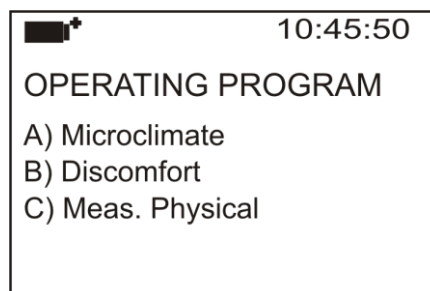 10:45:50
OPERATING PROGRAM
A) Microclimate
B) Discomfort
C) Meas. Physical